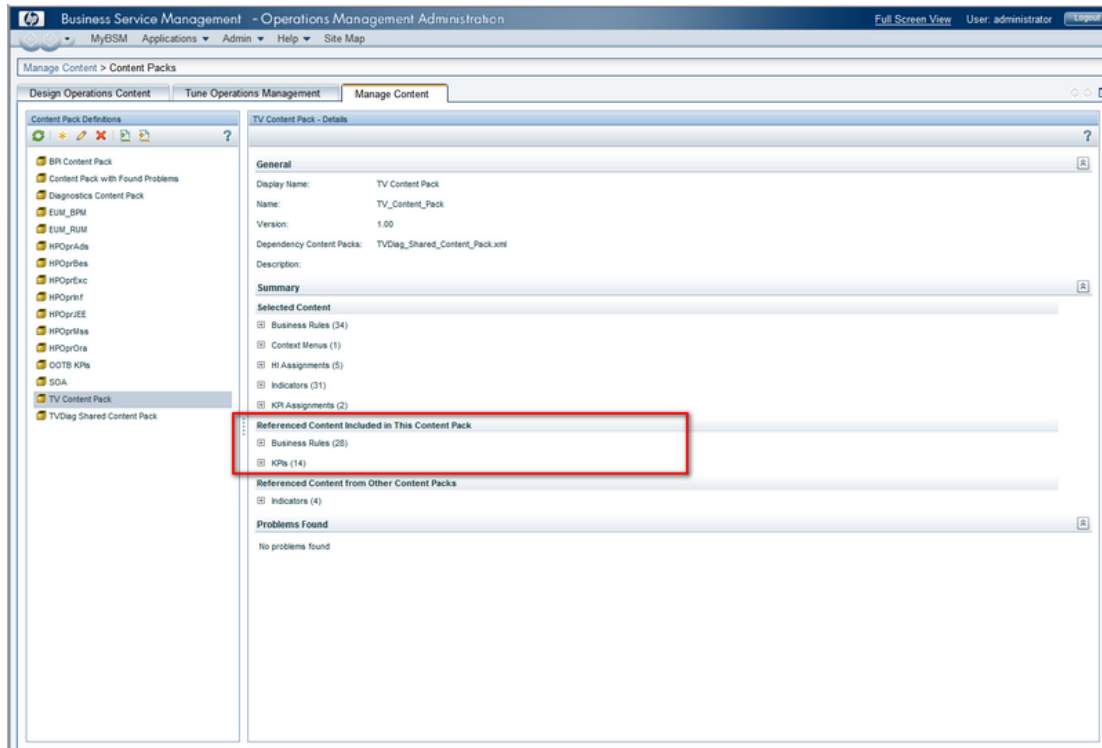 hp Business Service Management - Operations Management Administration Full Screen View User: administrator Logout
MyBSM Applications Admin Help Site Map
Manage Content > Content Packs
Design Operations Content Tune Operations Management Manage Content
Content Pack Definitions
?
BPI Content Pack
Content Pack with Found Problems
Diagnostics Content Pack
EUM_BPM
EUM_RUM
HPOprAds
HPOprBes
HPOprExc
HPOprInf
HPOprJEE
HPOprMss
HPOprOra
OOTB KPIs
SOA
TV Content Pack
TVDiag Shared Content Pack
TV Content Pack - Details
?
General
Display Name: TV Content Pack
Name: TV_Content_Pack
Version: 1.00
Dependency Content Packs: TVDiag_Shared_Content_Pack.xml
Description:
Summary
Selected Content
Business Rules (34)
Context Menus (1)
HI Assignments (5)
Indicators (31)
KPI Assignments (2)
Referenced Content Included in This Content Pack
Business Rules (28)
KPIs (14)
Referenced Content from Other Content Packs
Indicators (4)
Problems Found
No problems found